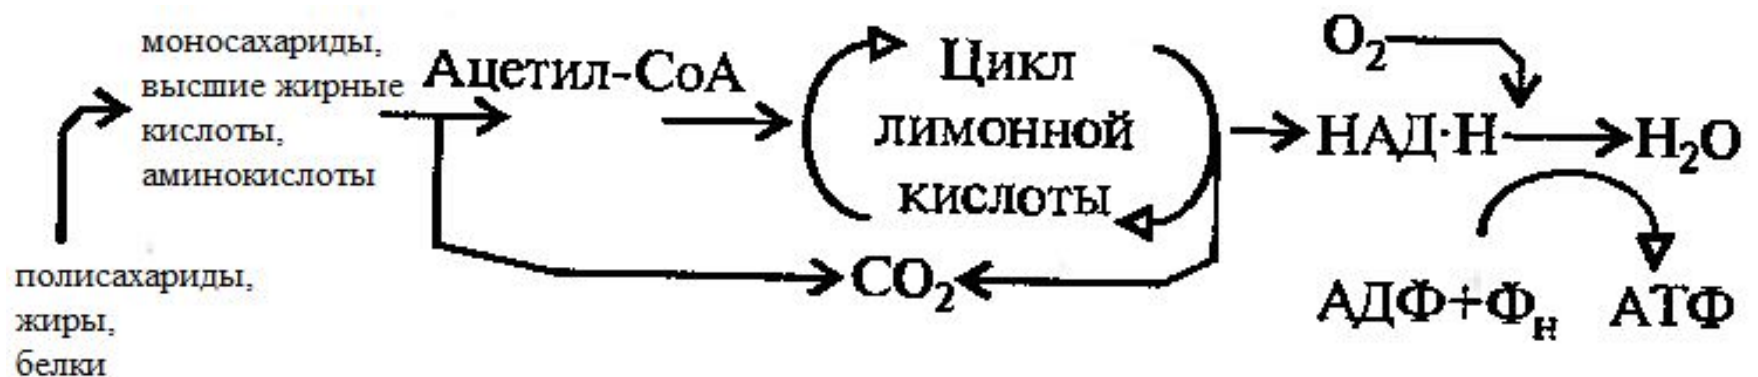 моносахариды,
высшие жирные
кислоты,
аминокислоты
полисахариды,
жиры,
белки
Ацетил-СоА
Цикл
лимонной
кислоты
CO₂
O₂
НАД·Н
H₂O
АДФ+Фн
АТФ